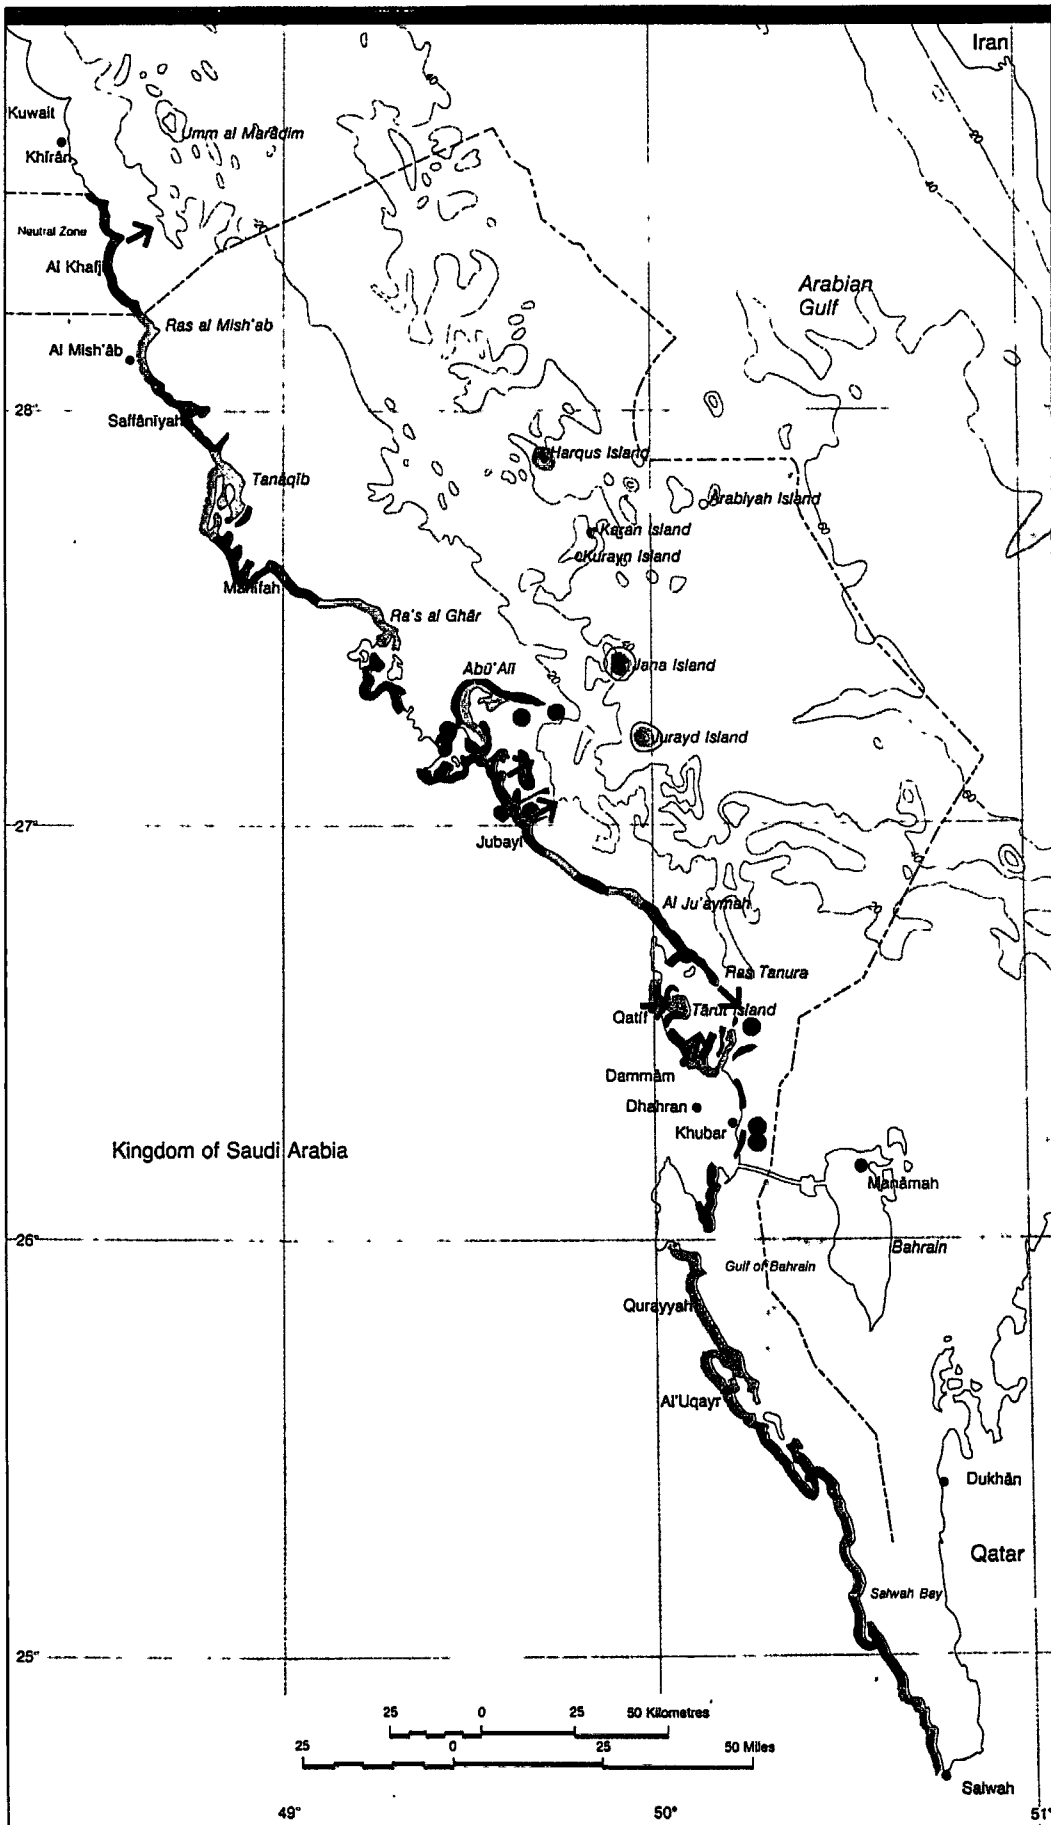 Iran
Kuwait
Umm al Marādim
Khīrān
Neutral Zone
Al Khafji
Arabian
Gulf
Ras al Mish'ab
Al Mish'āb
28°
Saffānīyah
Harqus Island
Tanāqīb
Arabiyah Island
Karan Island
Kurayn Island
Manīfah
Ra's al Ghār
Jana Island
Abū'Alī
Jurayd Island
27°
Jubayl
Al Ju'aymah
Ras Tanura
Tārūt Island
Qatīf
Dammām
Dhahran
Khubar
Kingdom of Saudi Arabia
Manāmah
26°
Bahrain
Gulf of Bahrain
Qurayyah
Al'Uqayr
Dukhān
Qatar
Salwah Bay
25°
25 0 25 50 Kilometres
25 0 25 50 Miles
Salwah
49° 50° 51°